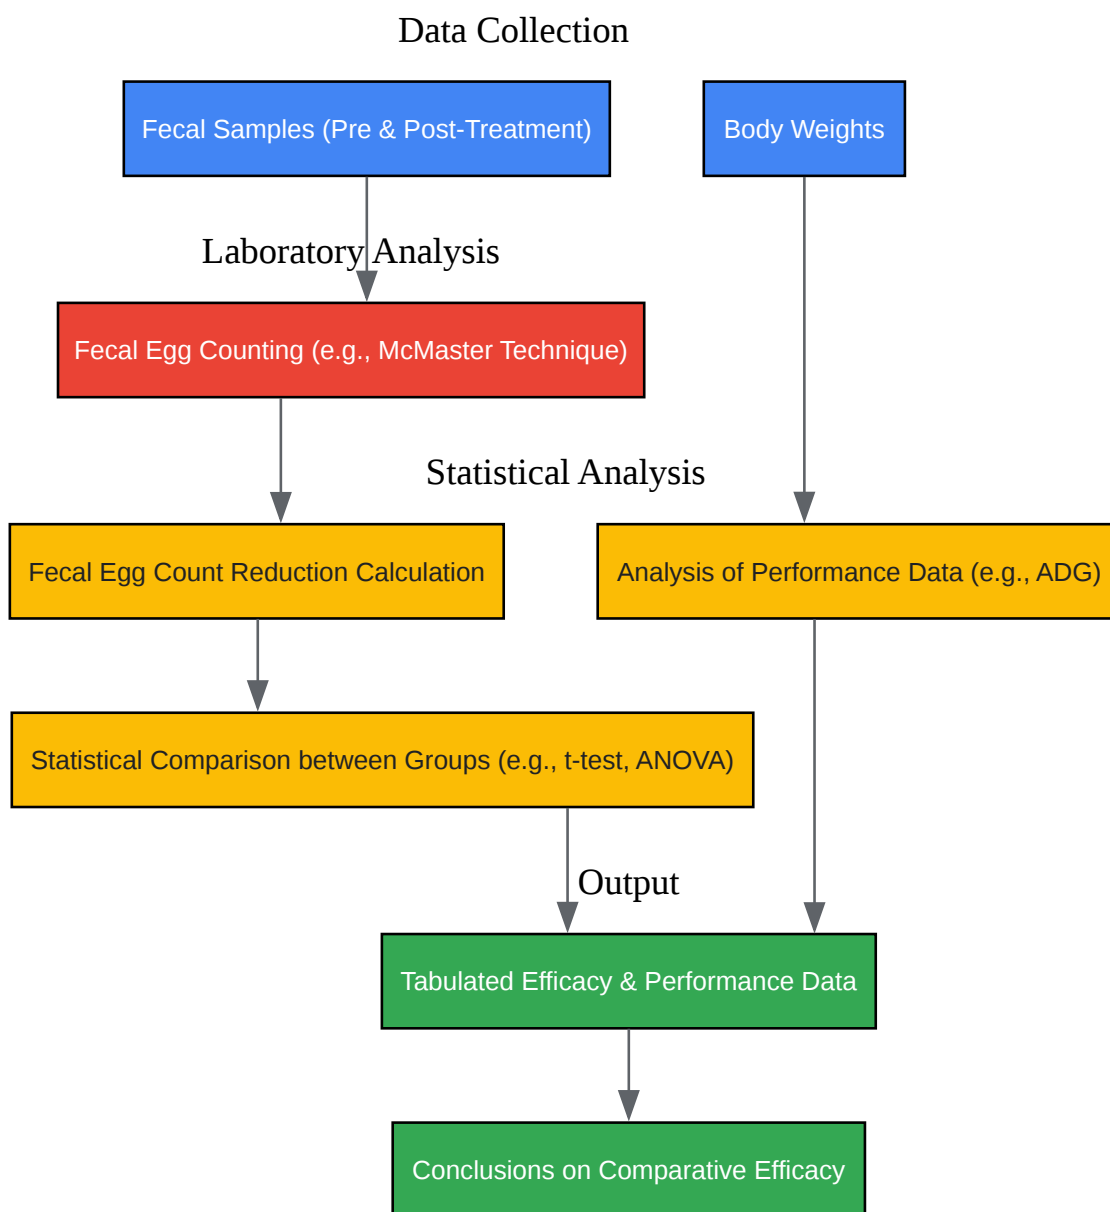 Data Collection
Fecal Samples (Pre & Post-Treatment)
Body Weights
Laboratory Analysis
Fecal Egg Counting (e.g., McMaster Technique)
Statistical Analysis
Fecal Egg Count Reduction Calculation
Analysis of Performance Data (e.g., ADG)
Statistical Comparison between Groups (e.g., t-test, ANOVA)
Output
Tabulated Efficacy & Performance Data
Conclusions on Comparative Efficacy